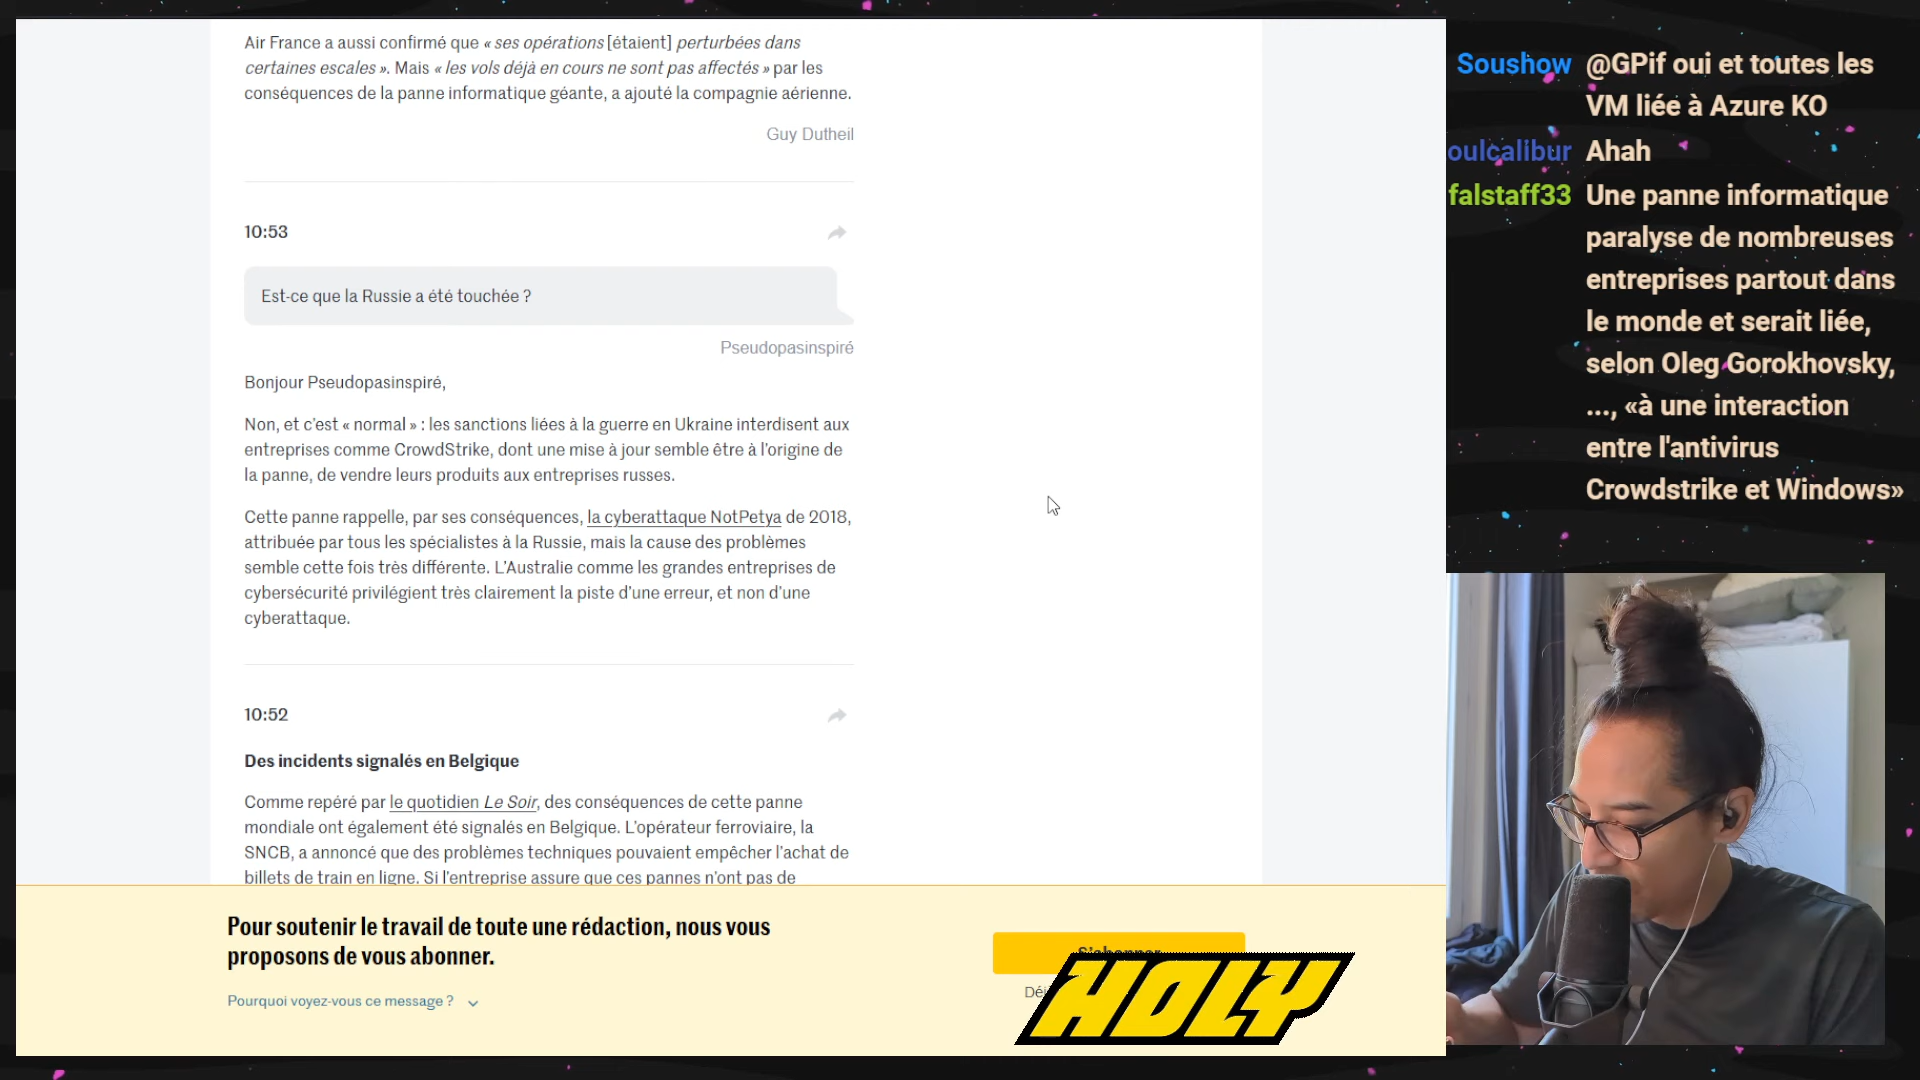 Air France a aussi confirmé que « ses opérations [étaient] perturbées dans
certaines escales ». Mais « les vols déjà en cours ne sont pas affectés » par les
conséquences de la panne informatique géante, a ajouté la compagnie aérienne.
Guy Dutheil
10:53
Est-ce que la Russie a été touchée ?
Pseudopasinspiré
Bonjour Pseudopasinspiré,
Non, et c'est « normal » : les sanctions liées à la guerre en Ukraine interdisent aux
entreprises comme CrowdStrike, dont une mise à jour semble être à l'origine de
la panne, de vendre leurs produits aux entreprises russes.
Cette panne rappelle, par ses conséquences, la cyberattaque NotPetya de 2018,
attribuée par tous les spécialistes à la Russie, mais la cause des problèmes
semble cette fois très différente. L'Australie comme les grandes entreprises de
cybersécurité privilégient très clairement la piste d'une erreur, et non d'une
cyberattaque.
10:52
Des incidents signalés en Belgique
Comme repéré par le quotidien Le Soir, des conséquences de cette panne
mondiale ont également été signalés en Belgique. L'opérateur ferroviaire, la
SNCB, a annoncé que des problèmes techniques pouvaient empêcher l'achat de
billets de train en ligne. Si l'entreprise assure que ces pannes n'ont pas de
Pour soutenir le travail de toute une rédaction, nous vous
proposons de vous abonner.
Pourquoi voyez-vous ce message ?
S'abonner
HOLY
Soushow @GPif oui et toutes les
VM liée à Azure KO
oulcalibur Ahah
falstaff33 Une panne informatique
paralyse de nombreuses
entreprises partout dans
le monde et serait liée,
selon Oleg Gorokhovsky,
..., «à une interaction
entre l'antivirus
Crowdstrike et Windows»